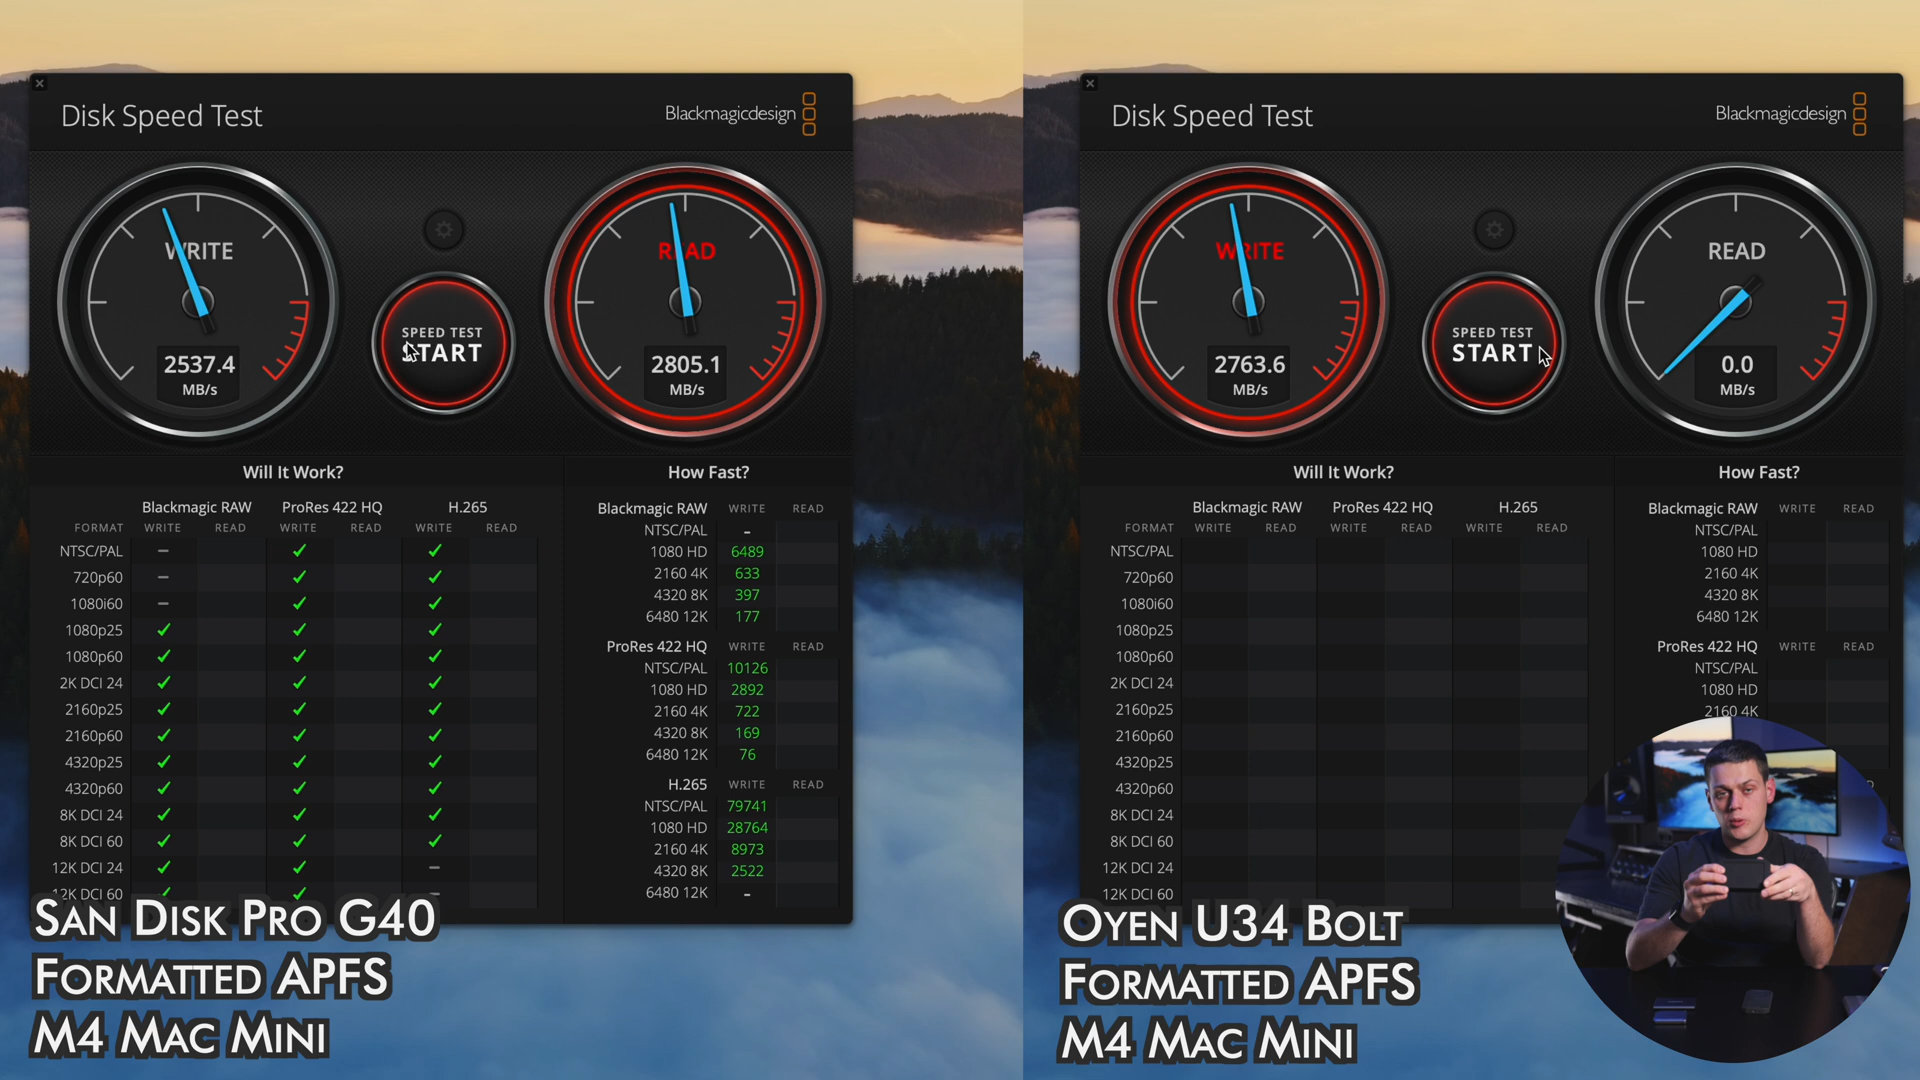 Disk Speed Test
Blackmagicdesign
WRITE
READ
SPEED TEST
START
2537.4
MB/s
2805.1
MB/s
Will It Work?
How Fast?
Blackmagic RAW ProRes 422 HQ H.265
FORMAT WRITE READ WRITE READ WRITE READ
NTSC/PAL – ✓ ✓
720p60 – ✓ ✓
1080i60 – ✓ ✓
1080p25 ✓ ✓ ✓
1080p60 ✓ ✓ ✓
2K DCI 24 ✓ ✓ ✓
2160p25 ✓ ✓ ✓
2160p60 ✓ ✓ ✓
4320p25 ✓ ✓ ✓
4320p60 ✓ ✓ ✓
8K DCI 24 ✓ ✓ ✓
8K DCI 60 ✓ ✓ ✓
12K DCI 24 ✓ ✓ –
12K DCI 60 ✓ ✓ –
Blackmagic RAW WRITE READ
NTSC/PAL –
1080 HD 6489
2160 4K 633
4320 8K 397
6480 12K 177
ProRes 422 HQ WRITE READ
NTSC/PAL 10126
1080 HD 2892
2160 4K 722
4320 8K 169
6480 12K 76
H.265 WRITE READ
NTSC/PAL 79741
1080 HD 28764
2160 4K 8973
4320 8K 2522
6480 12K –
San Disk Pro G40
Formatted APFS
M4 Mac Mini
Disk Speed Test
Blackmagicdesign
WRITE
READ
SPEED TEST
START
2763.6
MB/s
0.0
MB/s
Will It Work?
How Fast?
Blackmagic RAW ProRes 422 HQ H.265
FORMAT WRITE READ WRITE READ WRITE READ
NTSC/PAL
720p60
1080i60
1080p25
1080p60
2K DCI 24
2160p25
2160p60
4320p25
4320p60
8K DCI 24
8K DCI 60
12K DCI 24
12K DCI 60
Blackmagic RAW WRITE READ
NTSC/PAL
1080 HD
2160 4K
4320 8K
6480 12K
ProRes 422 HQ WRITE READ
NTSC/PAL
1080 HD
2160 4K
Oyen U34 Bolt
Formatted APFS
M4 Mac Mini